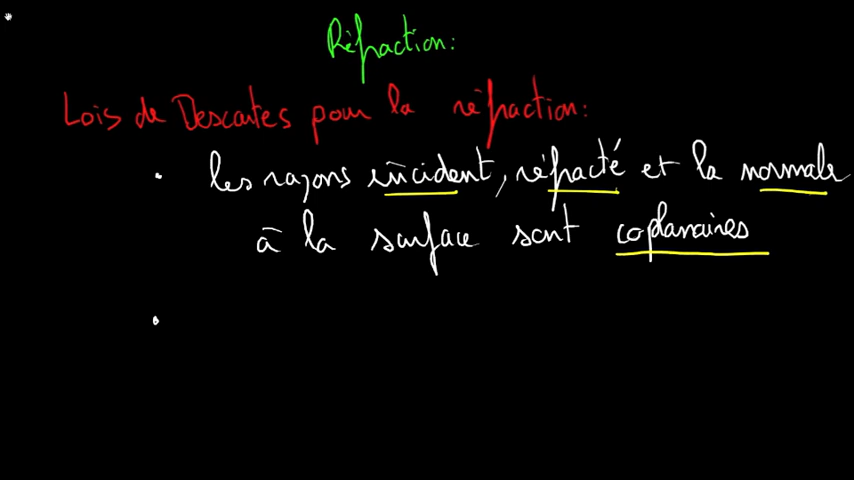 Réfraction:
Lois de Descartes pour la réfraction:
. les rayons incident, réfracté et la normale
à la surface sont coplanaires
.